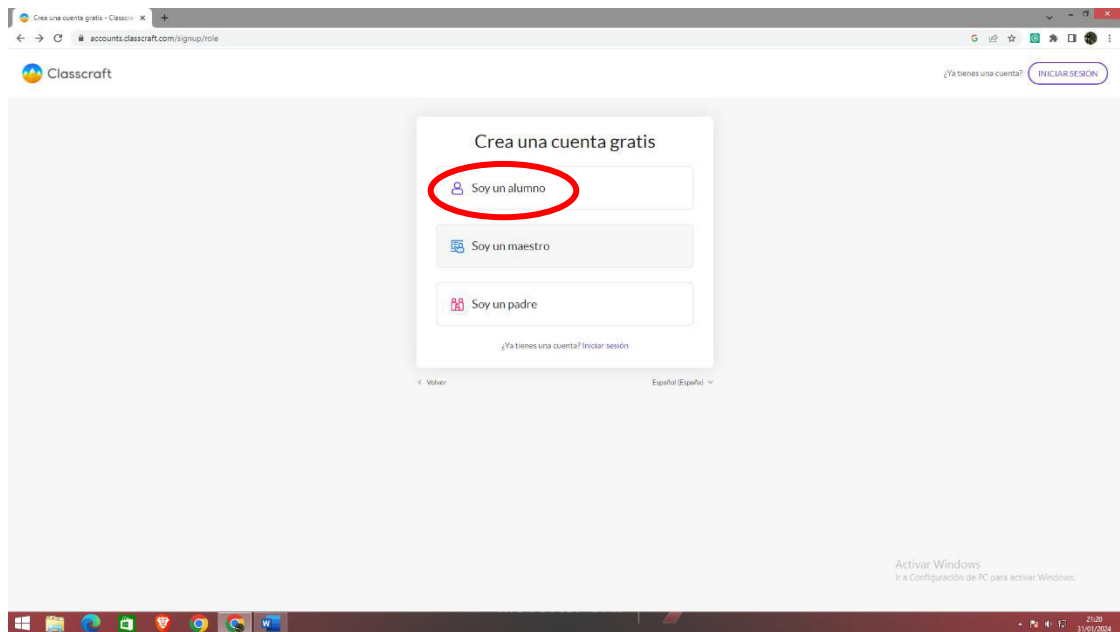 Crea una cuenta gratis - Classcr
accounts.classcraft.com/signup/role
Classcraft
¿Ya tienes una cuenta?
INICIAR SESIÓN
Crea una cuenta gratis
Soy un alumno
Soy un maestro
Soy un padre
¿Ya tienes una cuenta? Iniciar sesión
< Volver
Español (España)
Activar Windows
Ir a Configuración de PC para activar Windows.
21:20
31/01/2024